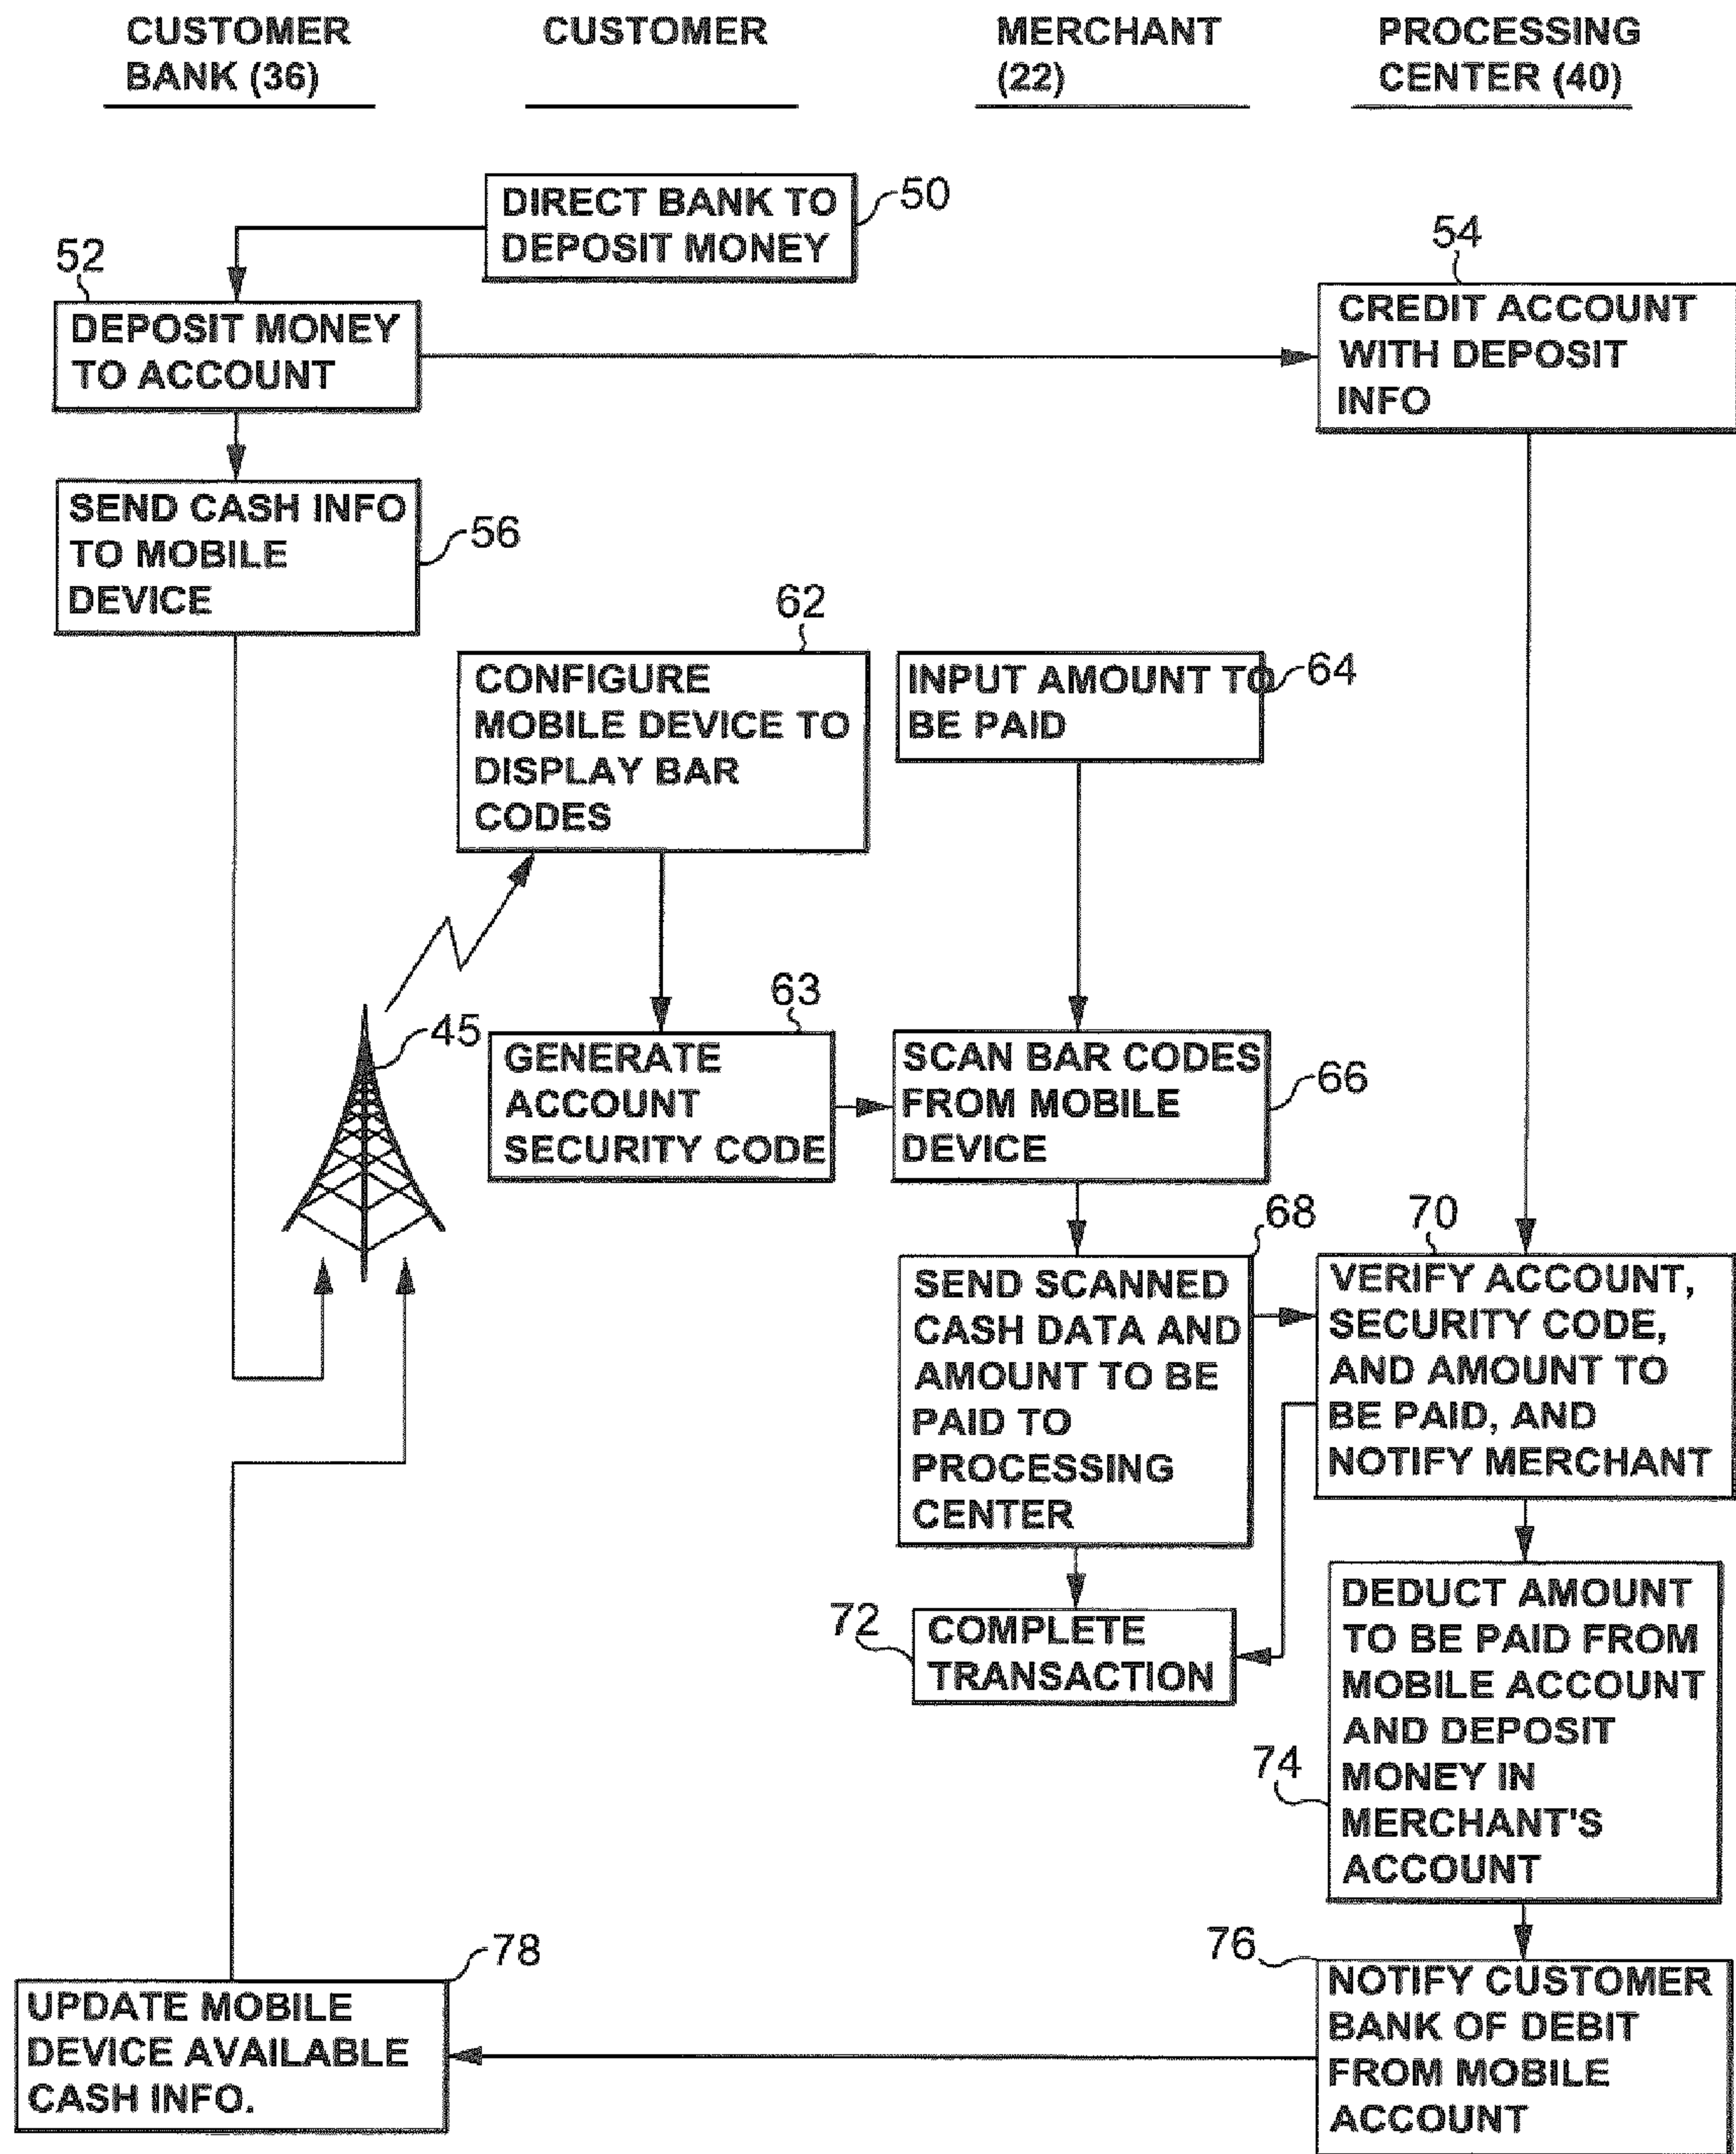 CUSTOMER
BANK (36)
CUSTOMER
MERCHANT
(22)
PROCESSING
CENTER (40)
DIRECT BANK TO
DEPOSIT MONEY
50
52
DEPOSIT MONEY
TO ACCOUNT
54
CREDIT ACCOUNT
WITH DEPOSIT
INFO
SEND CASH INFO
TO MOBILE
DEVICE
56
62
CONFIGURE
MOBILE DEVICE TO
DISPLAY BAR
CODES
INPUT AMOUNT TO
BE PAID
64
45
63
GENERATE
ACCOUNT
SECURITY CODE
SCAN BAR CODES
FROM MOBILE
DEVICE
66
68
SEND SCANNED
CASH DATA AND
AMOUNT TO BE
PAID TO
PROCESSING
CENTER
70
VERIFY ACCOUNT,
SECURITY CODE,
AND AMOUNT TO
BE PAID, AND
NOTIFY MERCHANT
72
COMPLETE
TRANSACTION
74
DEDUCT AMOUNT
TO BE PAID FROM
MOBILE ACCOUNT
AND DEPOSIT
MONEY IN
MERCHANT'S
ACCOUNT
76
NOTIFY CUSTOMER
BANK OF DEBIT
FROM MOBILE
ACCOUNT
78
UPDATE MOBILE
DEVICE AVAILABLE
CASH INFO.